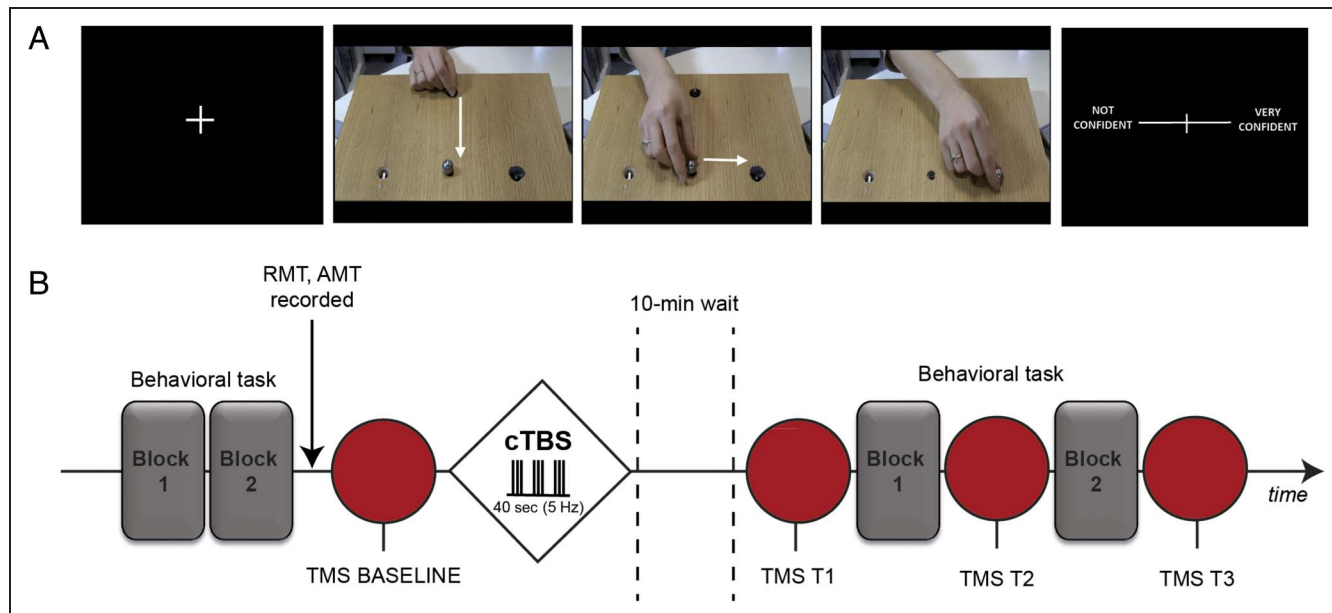 A
NOT
CONFIDENT
VERY
CONFIDENT
B
RMT, AMT
recorded
10-min wait
Behavioral task
Behavioral task
Block
1
Block
2
cTBS
40 sec (5 Hz)
Block
1
Block
2
time
TMS BASELINE
TMS T1
TMS T2
TMS T3